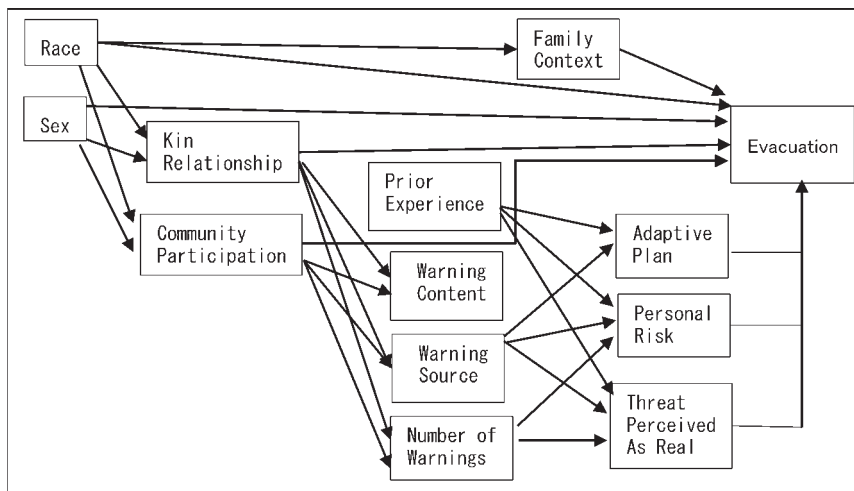 Race
Family
Context
Sex
Kin
Relationship
Evacuation
Prior
Experience
Community
Participation
Adaptive
Plan
Warning
Content
Personal
Risk
Warning
Source
Threat
Perceived
As Real
Number of
Warnings